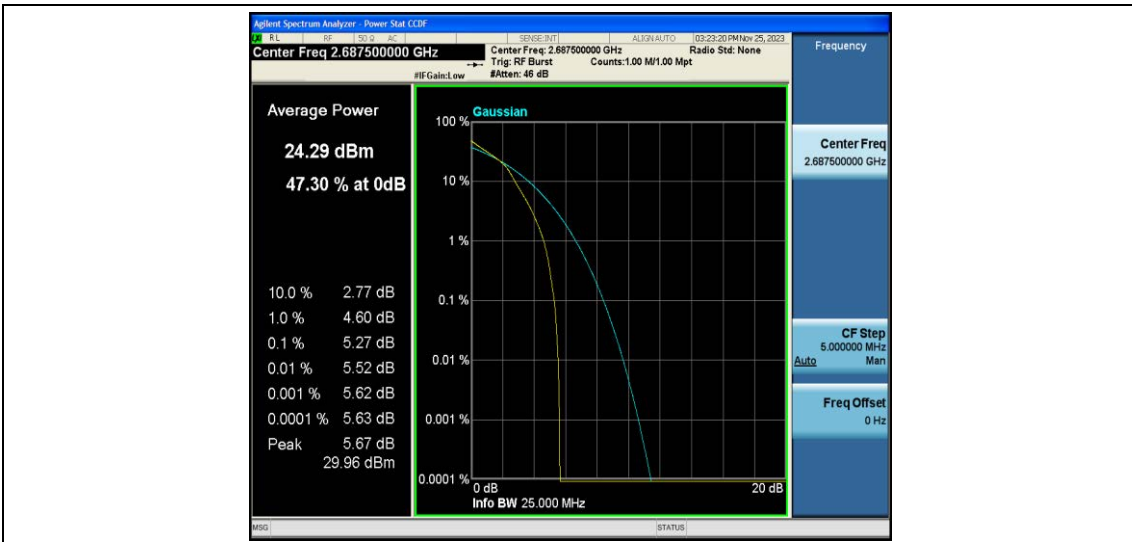 Agilent Spectrum Analyzer - Power Stat CCDF
RL RF 50 Ω AC SENSE:INT ALIGNAUTO 03:23:20 PM Nov 25, 2023
Center Freq 2.687500000 GHz
Center Freq: 2.687500000 GHz Radio Std: None
Trig: RF Burst Counts:1.00 M/1.00 Mpt
#IFGain:Low #Atten: 46 dB
Frequency
Average Power
24.29 dBm
47.30 % at 0dB
10.0 % 2.77 dB
1.0 % 4.60 dB
0.1 % 5.27 dB
0.01 % 5.52 dB
0.001 % 5.62 dB
0.0001 % 5.63 dB
Peak 5.67 dB
29.96 dBm
Gaussian
100 %
10 %
1 %
0.1 %
0.01 %
0.001 %
0.0001 %
0 dB 20 dB
Info BW 25.000 MHz
Center Freq
2.687500000 GHz
CF Step
5.000000 MHz
Auto Man
Freq Offset
0 Hz
MSG STATUS